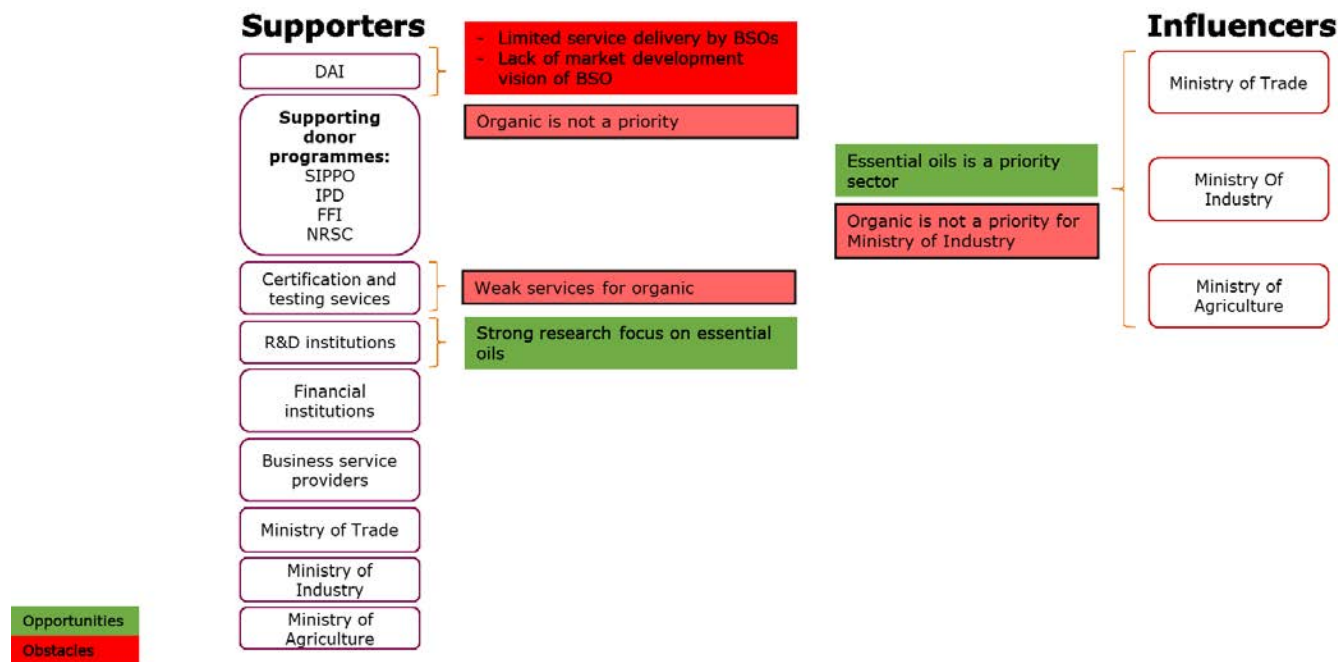 Supporters
DAI
Supporting
donor
programmes:
SIPPO
IPD
FFI
NRSC
Certification and
testing sevices
R&D institutions
Financial
institutions
Business service
providers
Ministry of Trade
Ministry of
Industry
Ministry of
Agriculture
- Limited service delivery by BSOs
- Lack of market development
vision of BSO
Organic is not a priority
Weak services for organic
Strong research focus on essential
oils
Essential oils is a priority
sector
Organic is not a priority for
Ministry of Industry
Influencers
Ministry of Trade
Ministry Of
Industry
Ministry of
Agriculture
Opportunities
Obstacles